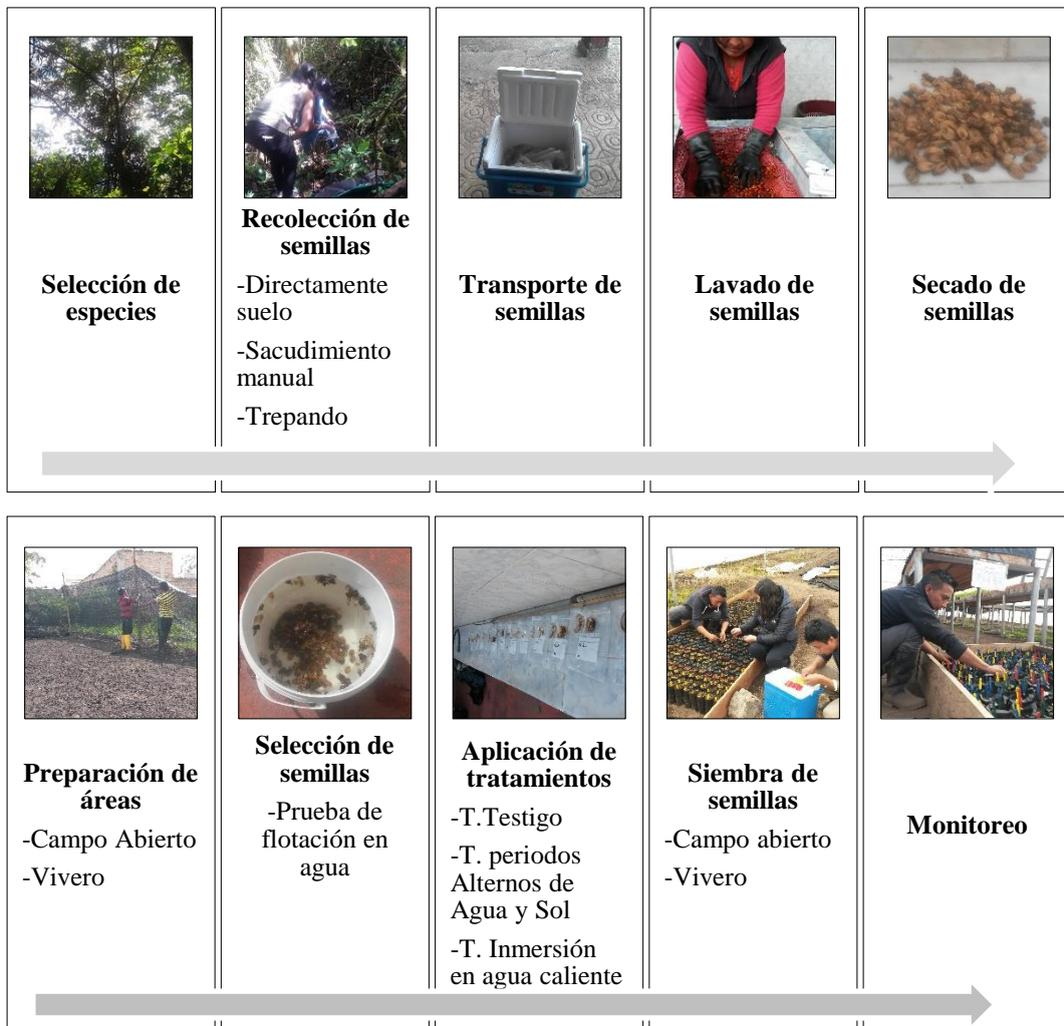 Selección de
especies
Recolección de
semillas
-Directamente
suelo
-Sacudimiento
manual
-Trepando
Transporte de
semillas
Lavado de
semillas
Secado de
semillas
Preparación de
áreas
-Campo Abierto
-Vivero
Selección de
semillas
-Prueba de
flotación en
agua
Aplicación de
tratamientos
-T.Testigo
-T. periodos
Alternos de
Agua y Sol
-T. Inmersión
en agua caliente
Siembra de
semillas
-Campo abierto
-Vivero
Monitoreo